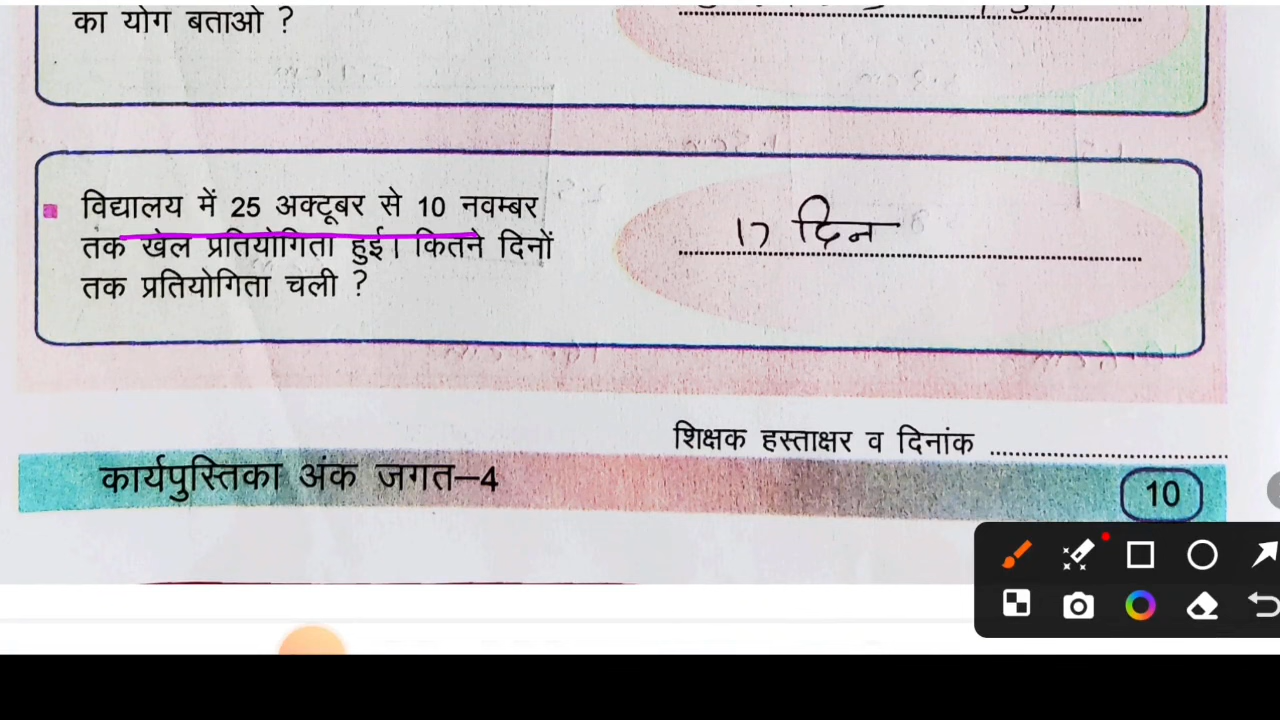 का योग बताओ ?
विद्यालय में 25 अक्टूबर से 10 नवम्बर
तक खेल प्रतियोगिता हुई। कितने दिनों
तक प्रतियोगिता चली ?
17 दिन
शिक्षक हस्ताक्षर व दिनांक
कार्यपुस्तिका अंक जगत–4
10